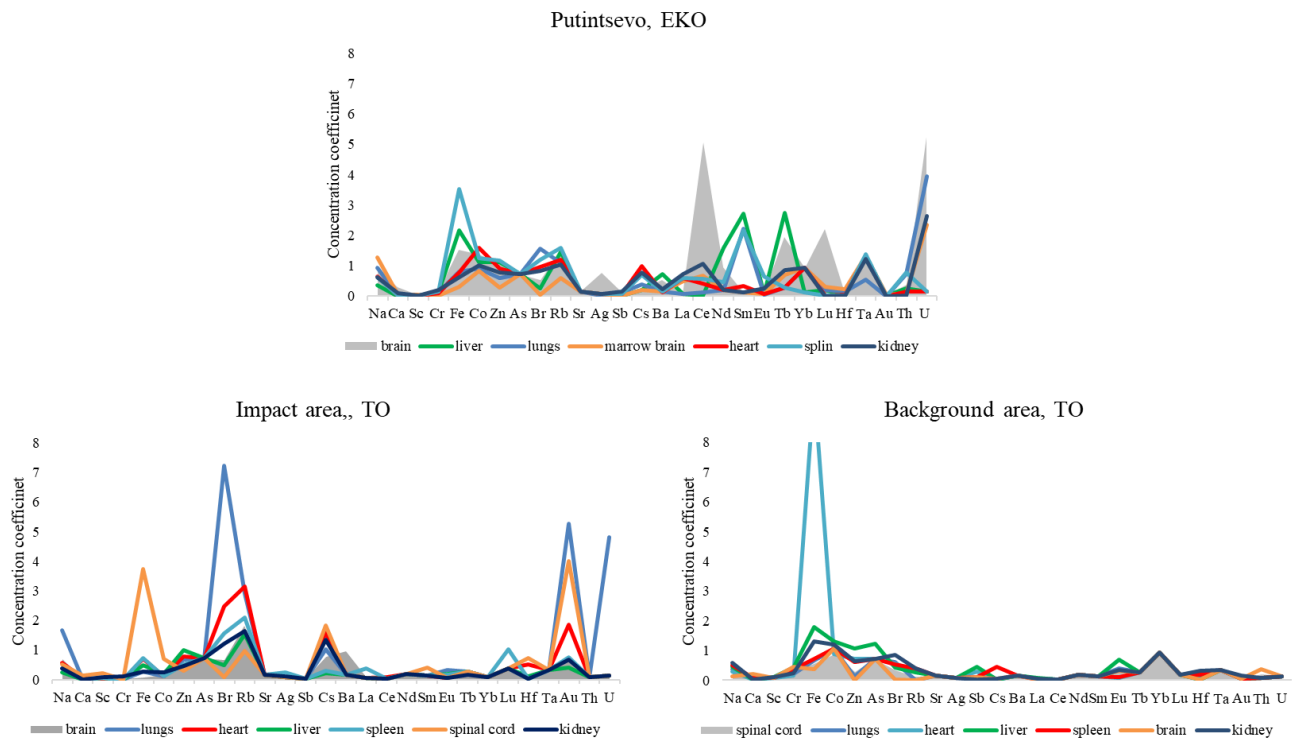 Putintsevo, EKO
Concentration coefficinet
8
7
6
5
4
3
2
1
0
Na Ca Sc Cr Fe Co Zn As Br Rb Sr Ag Sb Cs Ba La Ce Nd Sm Eu Tb Yb Lu Hf Ta Au Th U
brain liver lungs marrow brain heart splin kidney
Impact area,, TO
Concentration coefficinet
8
7
6
5
4
3
2
1
0
Na Ca Sc Cr Fe Co Zn As Br Rb Sr Ag Sb Cs Ba La Ce Nd Sm Eu Tb Yb Lu Hf Ta Au Th U
brain lungs heart liver spleen spinal cord kidney
Background area, TO
Concentration coefficinet
8
7
6
5
4
3
2
1
0
Na Ca Sc Cr Fe Co Zn As Br Rb Sr Ag Sb Cs Ba La Ce Nd Sm Eu Tb Yb Lu Hf Ta Au Th U
spinal cord lungs heart liver spleen brain kidney